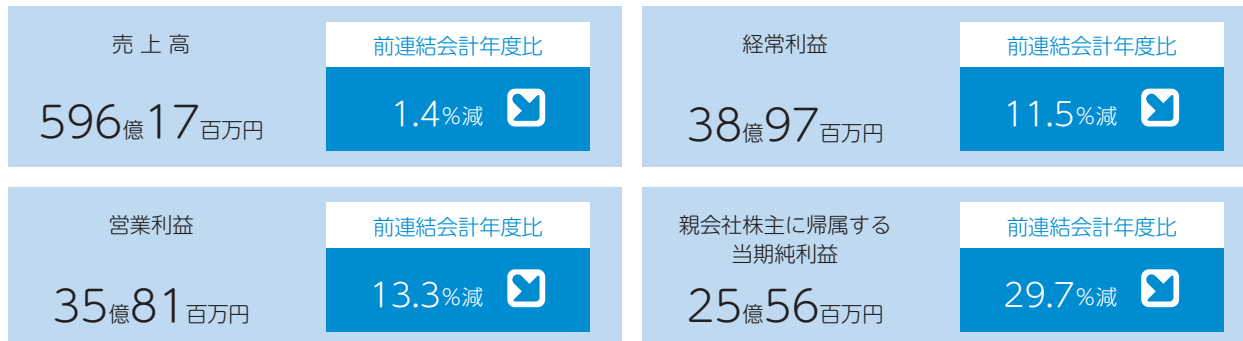 売上高
前連結会計年度比
596億17百万円
1.4%減
経常利益
前連結会計年度比
38億97百万円
11.5%減
営業利益
前連結会計年度比
35億81百万円
13.3%減
親会社株主に帰属する
当期純利益
前連結会計年度比
25億56百万円
29.7%減